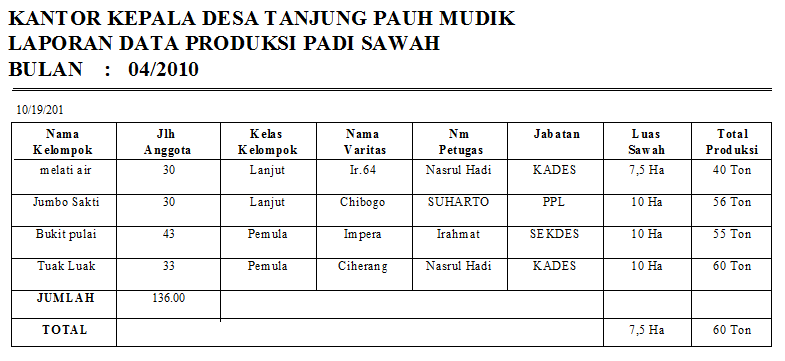 KANTOR KEPALA DESA TANJUNG PAUH MUDIK
LAPORAN DATA PRODUKSI PADI SAWAH
BULAN : 04/2010
10/19/201
Nama Kelompok Jlh Anggota Kelas Kelompok Nama Varitas Nm Petugas Jabatan Luas Sawah Total Produksi
melati air 30 Lanjut Ir.64 Nasrul Hadi KADES 7,5 Ha 40 Ton
Jumbo Sakti 30 Lanjut Chibogo SUHARTO PPL 10 Ha 56 Ton
Bukit pulai 43 Pemula Impera Irahmat SEKDES 10 Ha 55 Ton
Tuak Luak 33 Pemula Ciherang Nasrul Hadi KADES 10 Ha 60 Ton
JUMLAH 136.00
TOTAL 7,5 Ha 60 Ton